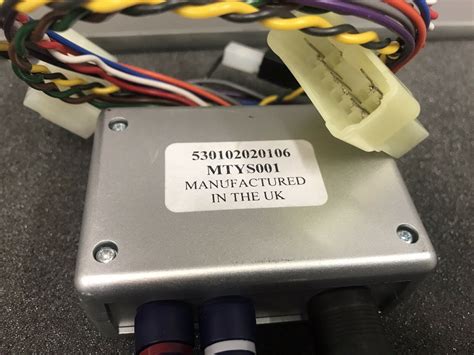 530102020106
MTYS001
MANUFACTURED
IN THE UK